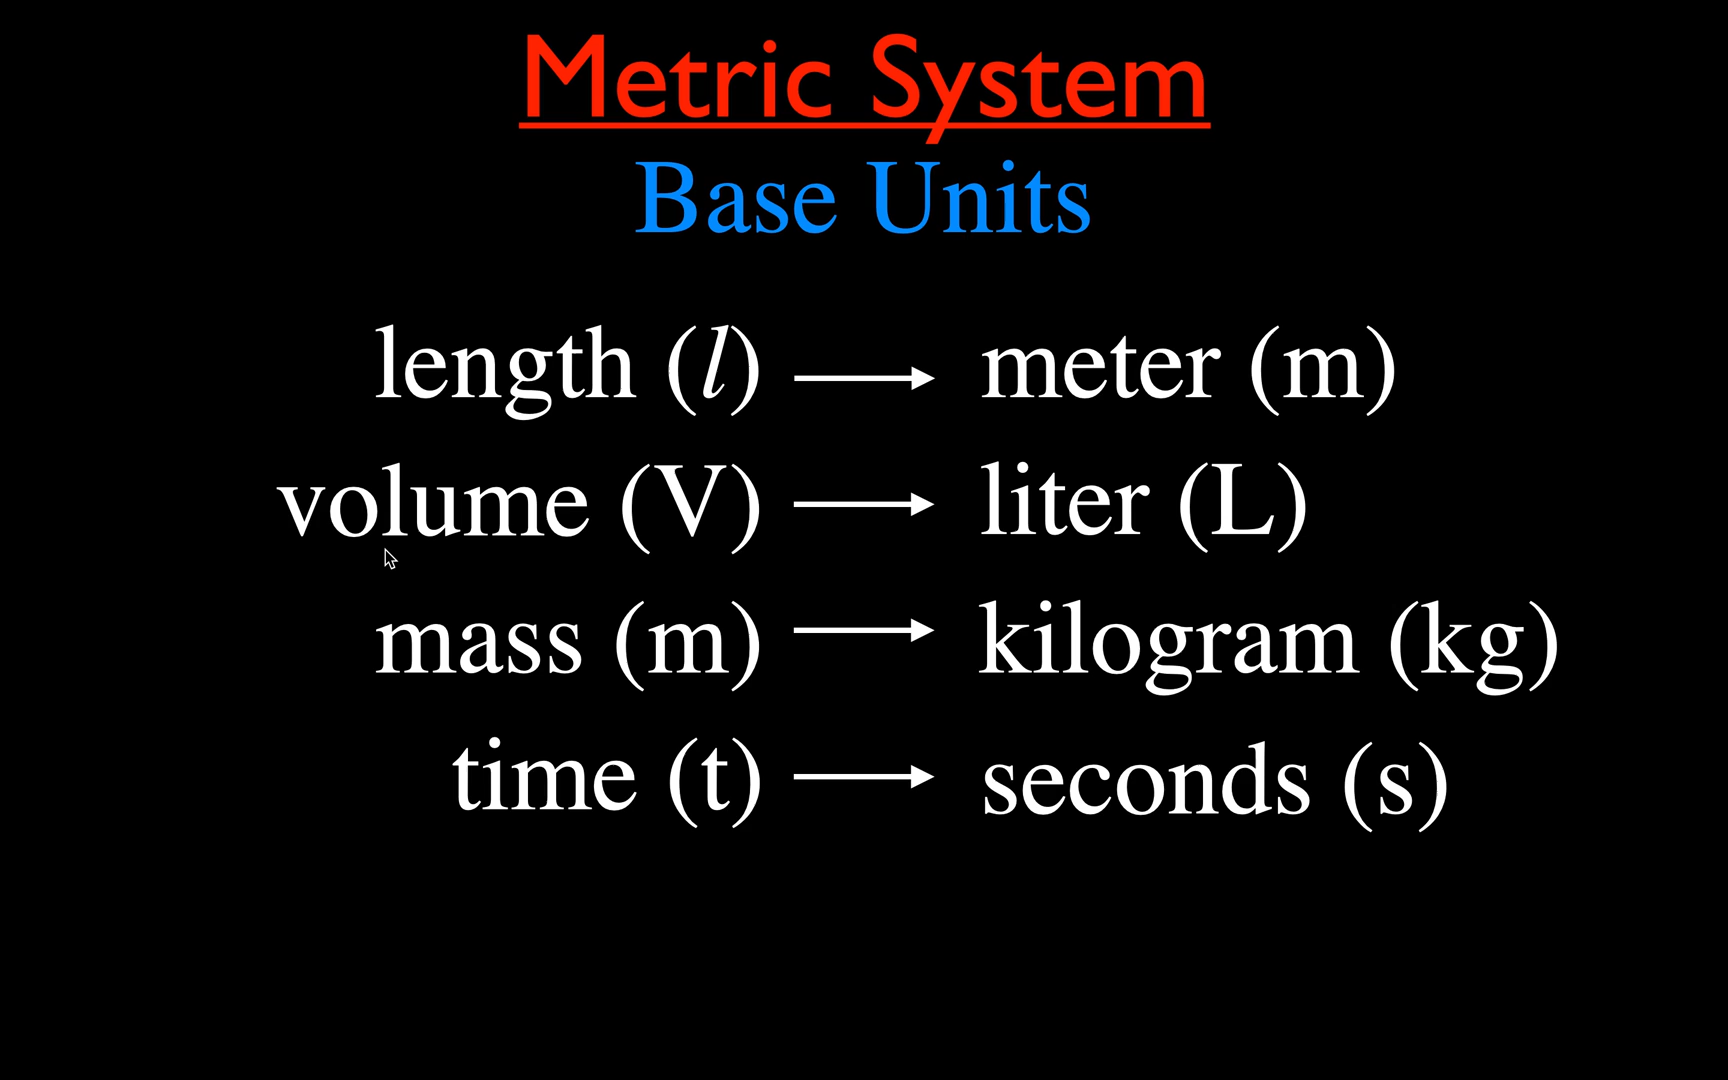 Metric System
Base Units
length (l) → meter (m)
volume (V) → liter (L)
mass (m) → kilogram (kg)
time (t) → seconds (s)